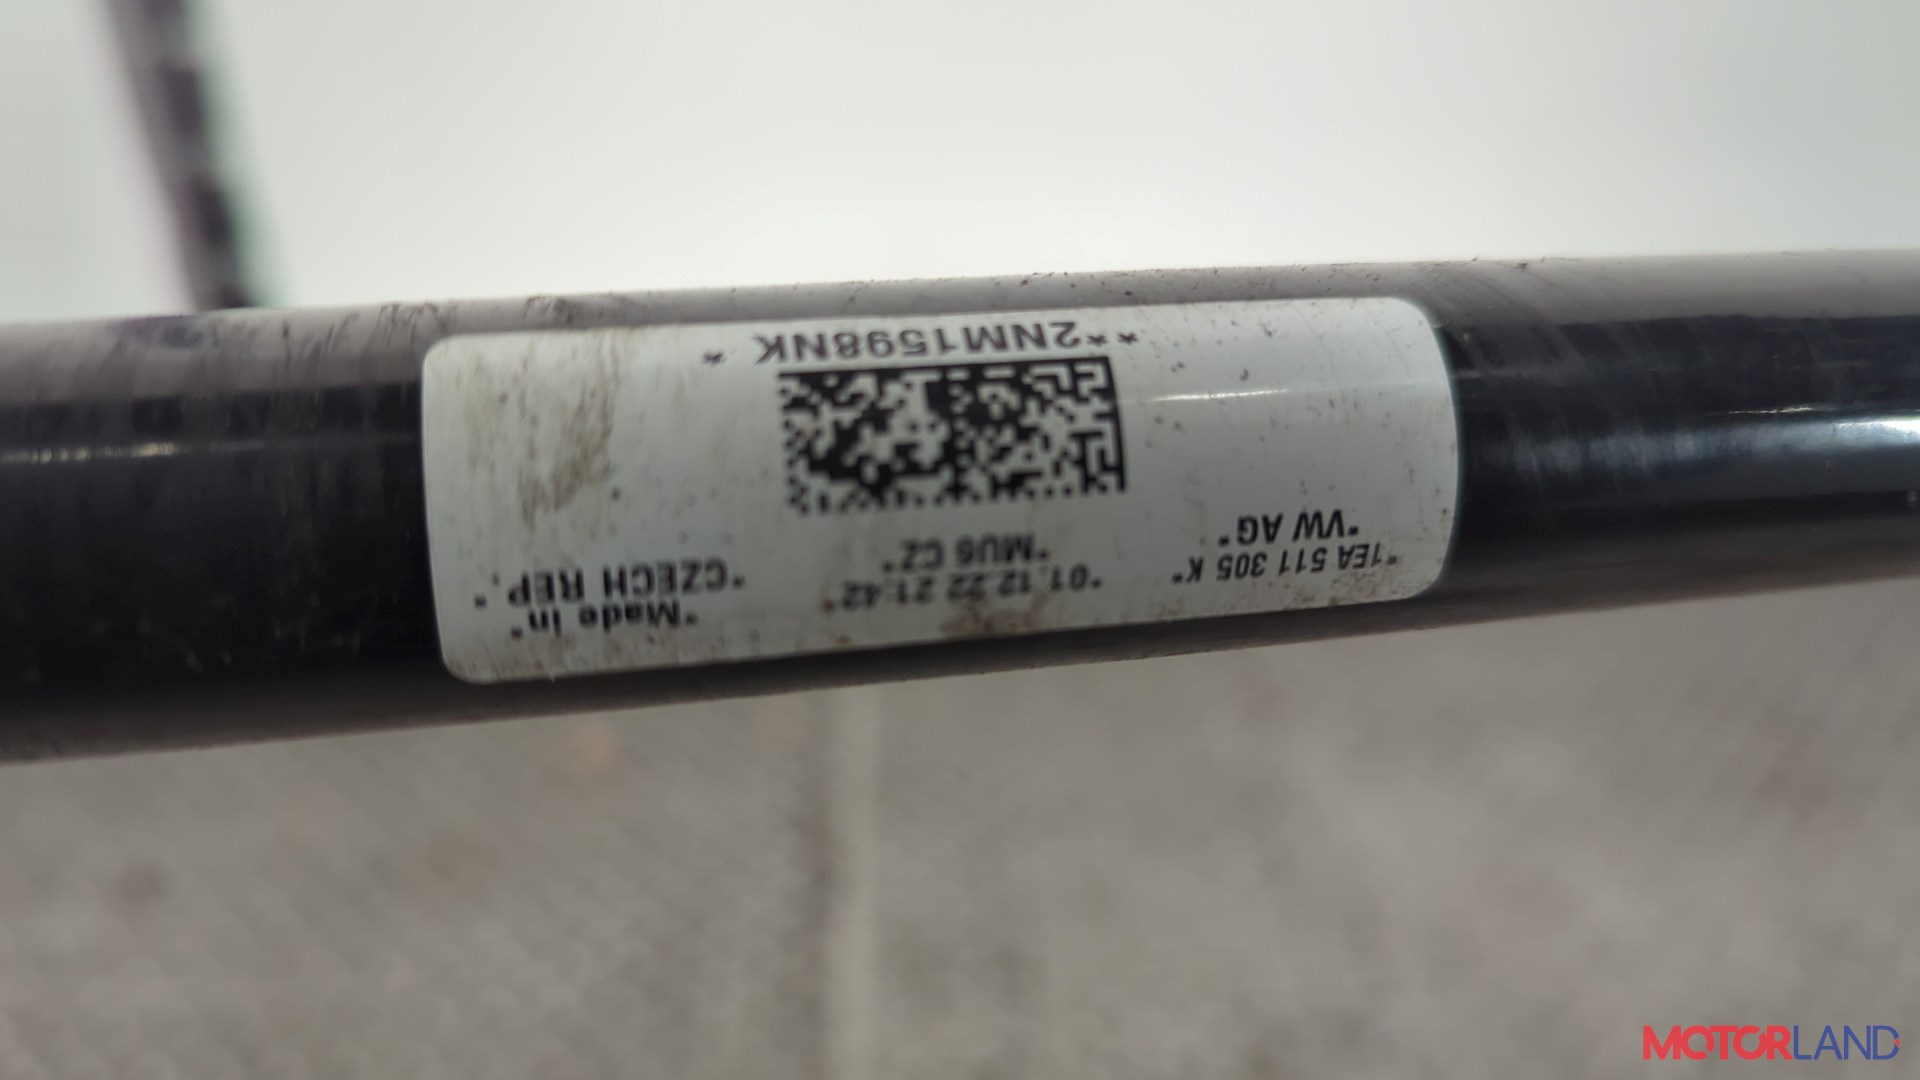 *1EA 511 305 K*
*VW AG*
*01.12.22 21:42*
*MU6 CZ*
*Made in*
*CZECH REP.*
**2NM1598NK *
MOTORLAND